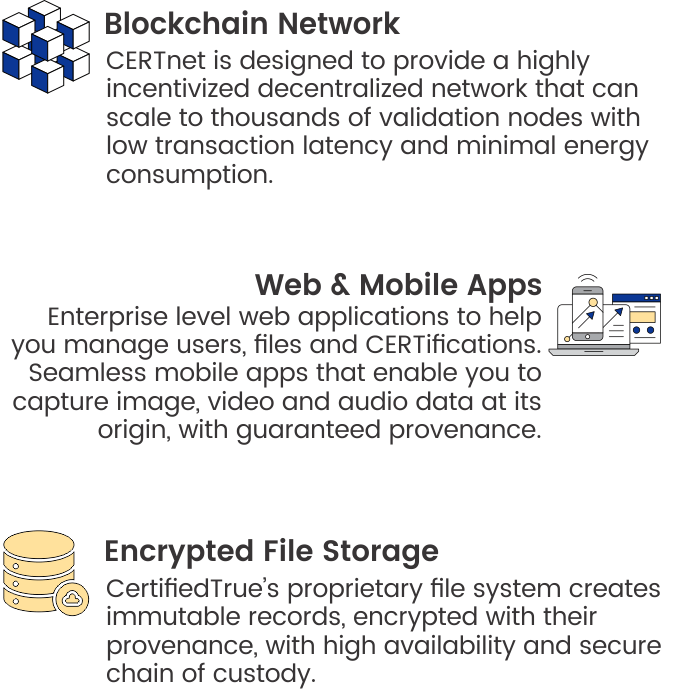 Blockchain Network
CERTnet is designed to provide a highly
incentivized decentralized network that can
scale to thousands of validation nodes with
low transaction latency and minimal energy
consumption.
Web & Mobile Apps
Enterprise level web applications to help
you manage users, files and CERTifications.
Seamless mobile apps that enable you to
capture image, video and audio data at its
origin, with guaranteed provenance.
Encrypted File Storage
CertifiedTrue’s proprietary file system creates
immutable records, encrypted with their
provenance, with high availability and secure
chain of custody.